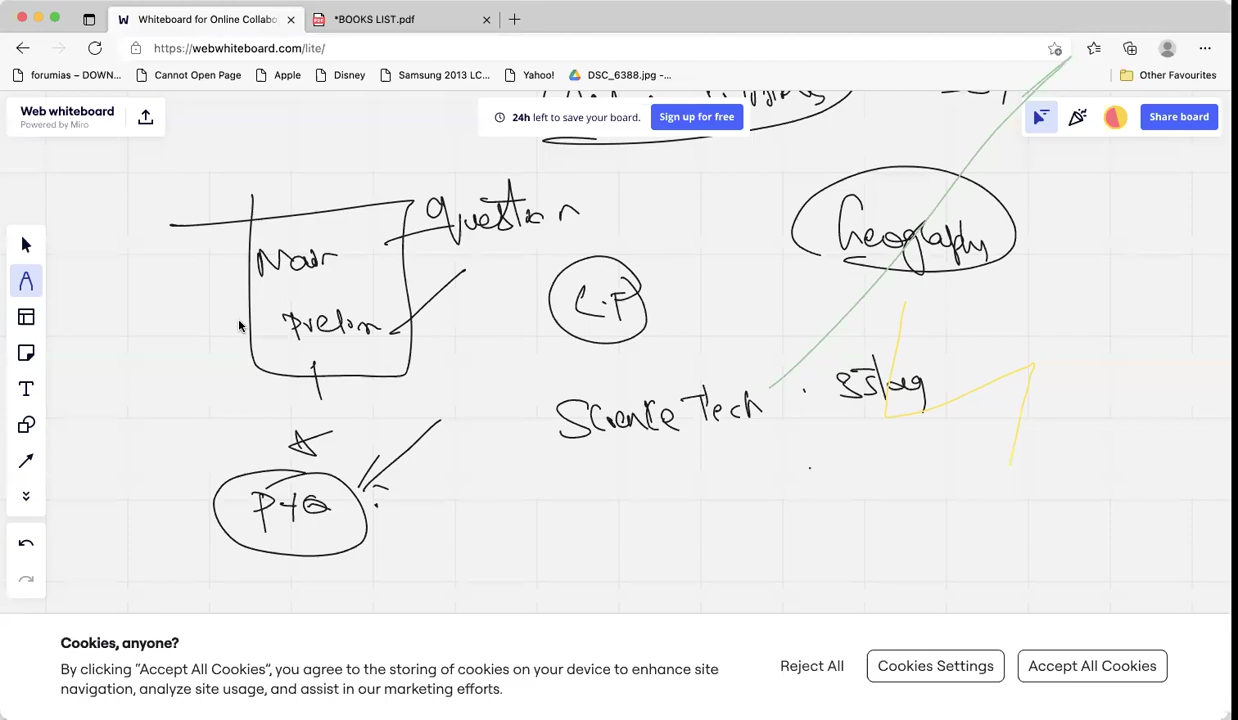 Whiteboard for Online Collabo
*BOOKS LIST.pdf
https://webwhiteboard.com/lite/
forumias – DOWN...
Cannot Open Page
Apple
Disney
Samsung 2013 LC...
Yahoo!
DSC_6388.jpg -...
Other Favourites
Web whiteboard
Powered by Miro
24h left to save your board.
Sign up for free
Share board
Question
Geography
Main
Prelim
Science Tech
Cookies, anyone?
By clicking “Accept All Cookies”, you agree to the storing of cookies on your device to enhance site
navigation, analyze site usage, and assist in our marketing efforts.
Reject All
Cookies Settings
Accept All Cookies